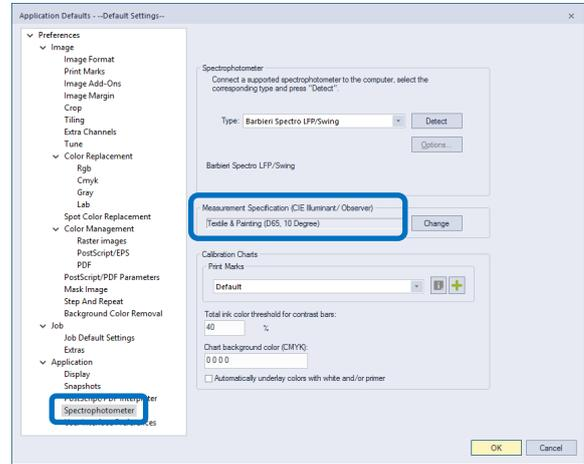 Application Defaults - --Default Settings--
Preferences
Image
Image Format
Print Marks
Image Add-Ons
Image Margin
Crop
Tiling
Extra Channels
Tune
Color Replacement
Rgb
Cmyk
Gray
Lab
Spot Color Replacement
Color Management
Raster images
PostScript/EPS
PDF
PostScript/PDF Parameters
Mask Image
Step And Repeat
Background Color Removal
Job
Job Default Settings
Extras
Application
Display
Snapshots
PostScript/PDF Interpreter
Spectrophotometer
User Interface Preferences
Spectrophotometer
Connect a supported spectrophotometer to the computer, select the
corresponding type and press "Detect".
Type: Barbieri Spectro LFP/Swing Detect
Options...
Barbieri Spectro LFP/Swing
Measurement Specification (CIE Illuminant/ Observer)
Textile & Painting (D65, 10 Degree) Change
Calibration Charts
Print Marks
Default
Total ink color threshold for contrast bars:
40 %
Chart background color (CMYK):
0 0 0 0
Automatically underlay colors with white and/or primer
OK Cancel